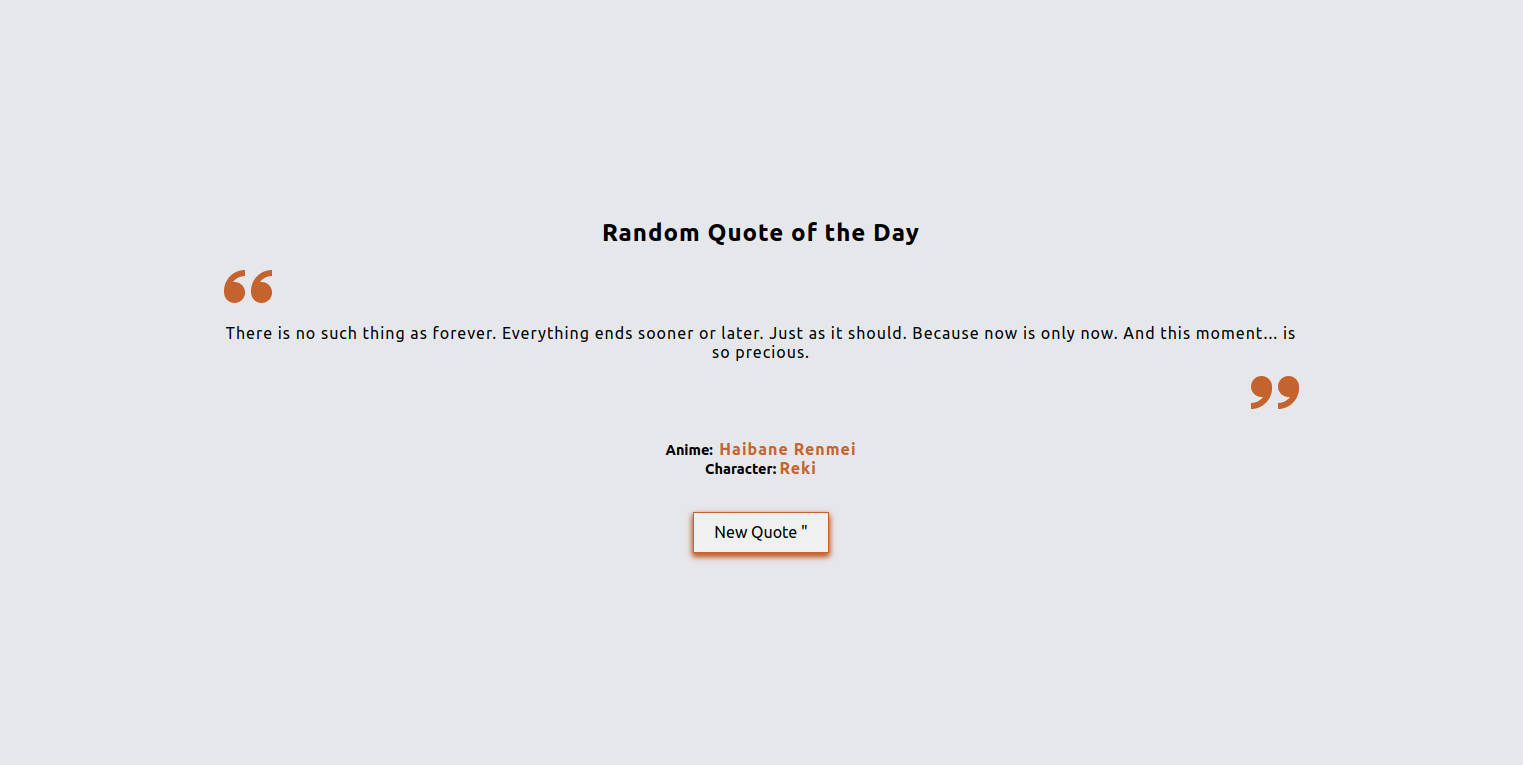 Random Quote of the Day
“
There is no such thing as forever. Everything ends sooner or later. Just as it should. Because now is only now. And this moment... is
so precious.
”
Anime: Haibane Renmei
Character: Reki
New Quote "